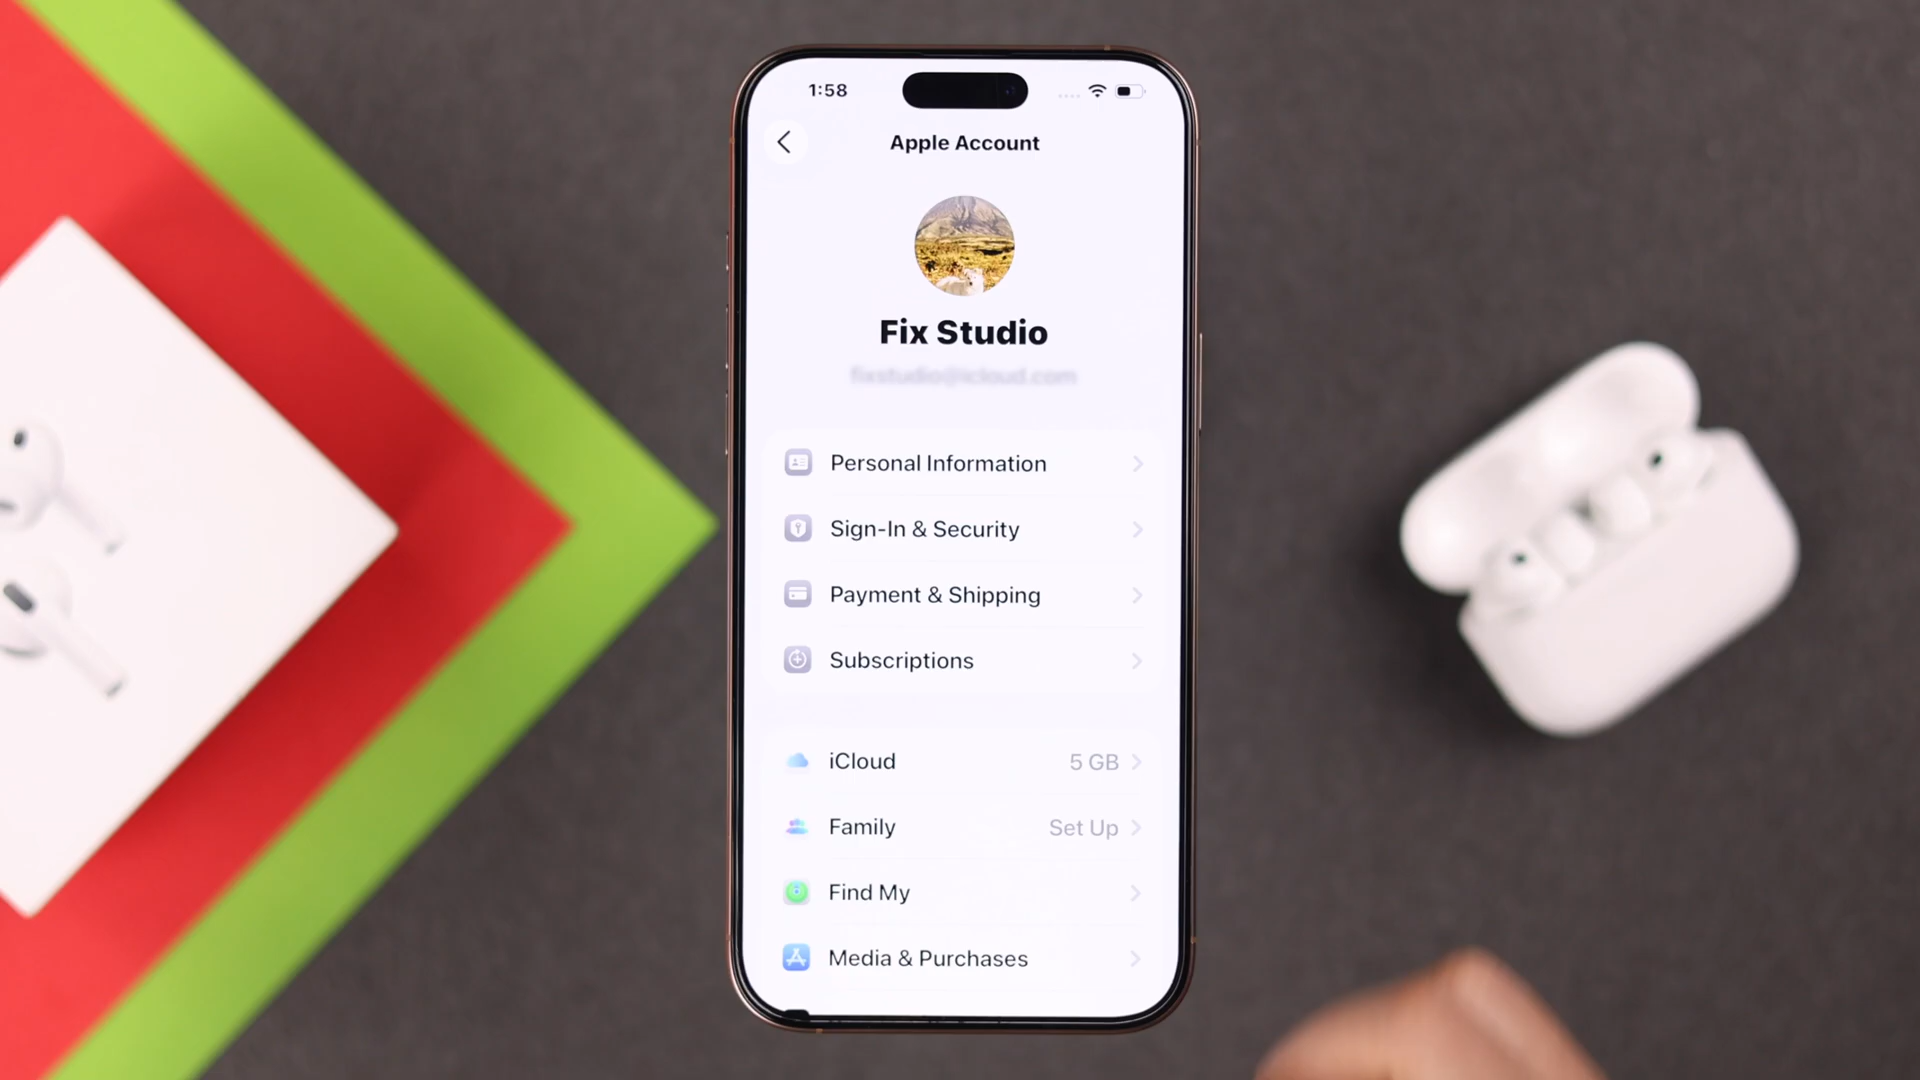 1:58
Apple Account
Fix Studio
fixstudio@icloud.com
Personal Information
Sign-In & Security
Payment & Shipping
Subscriptions
iCloud 5 GB
Family Set Up
Find My
Media & Purchases